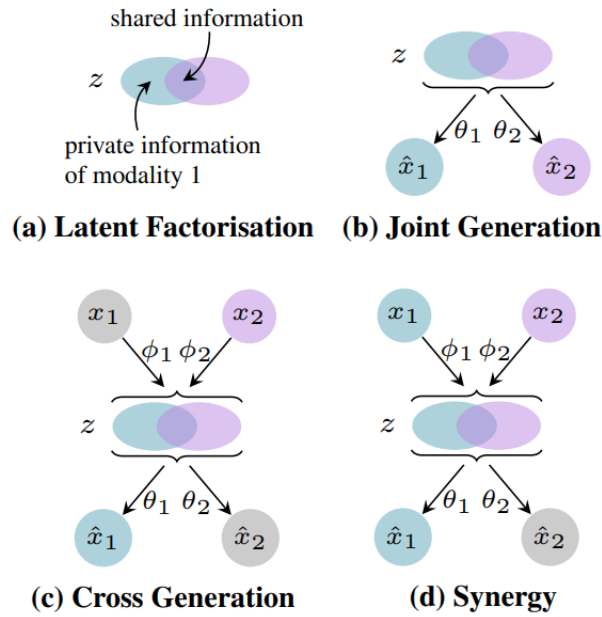 shared information
z
private information
of modality 1
(a) Latent Factorisation
z
θ₁ θ₂
x̂₁ x̂₂
(b) Joint Generation
x₁ x₂
ϕ₁ ϕ₂
z
θ₁ θ₂
x̂₁ x̂₂
(c) Cross Generation
x₁ x₂
ϕ₁ ϕ₂
z
θ₁ θ₂
x̂₁ x̂₂
(d) Synergy